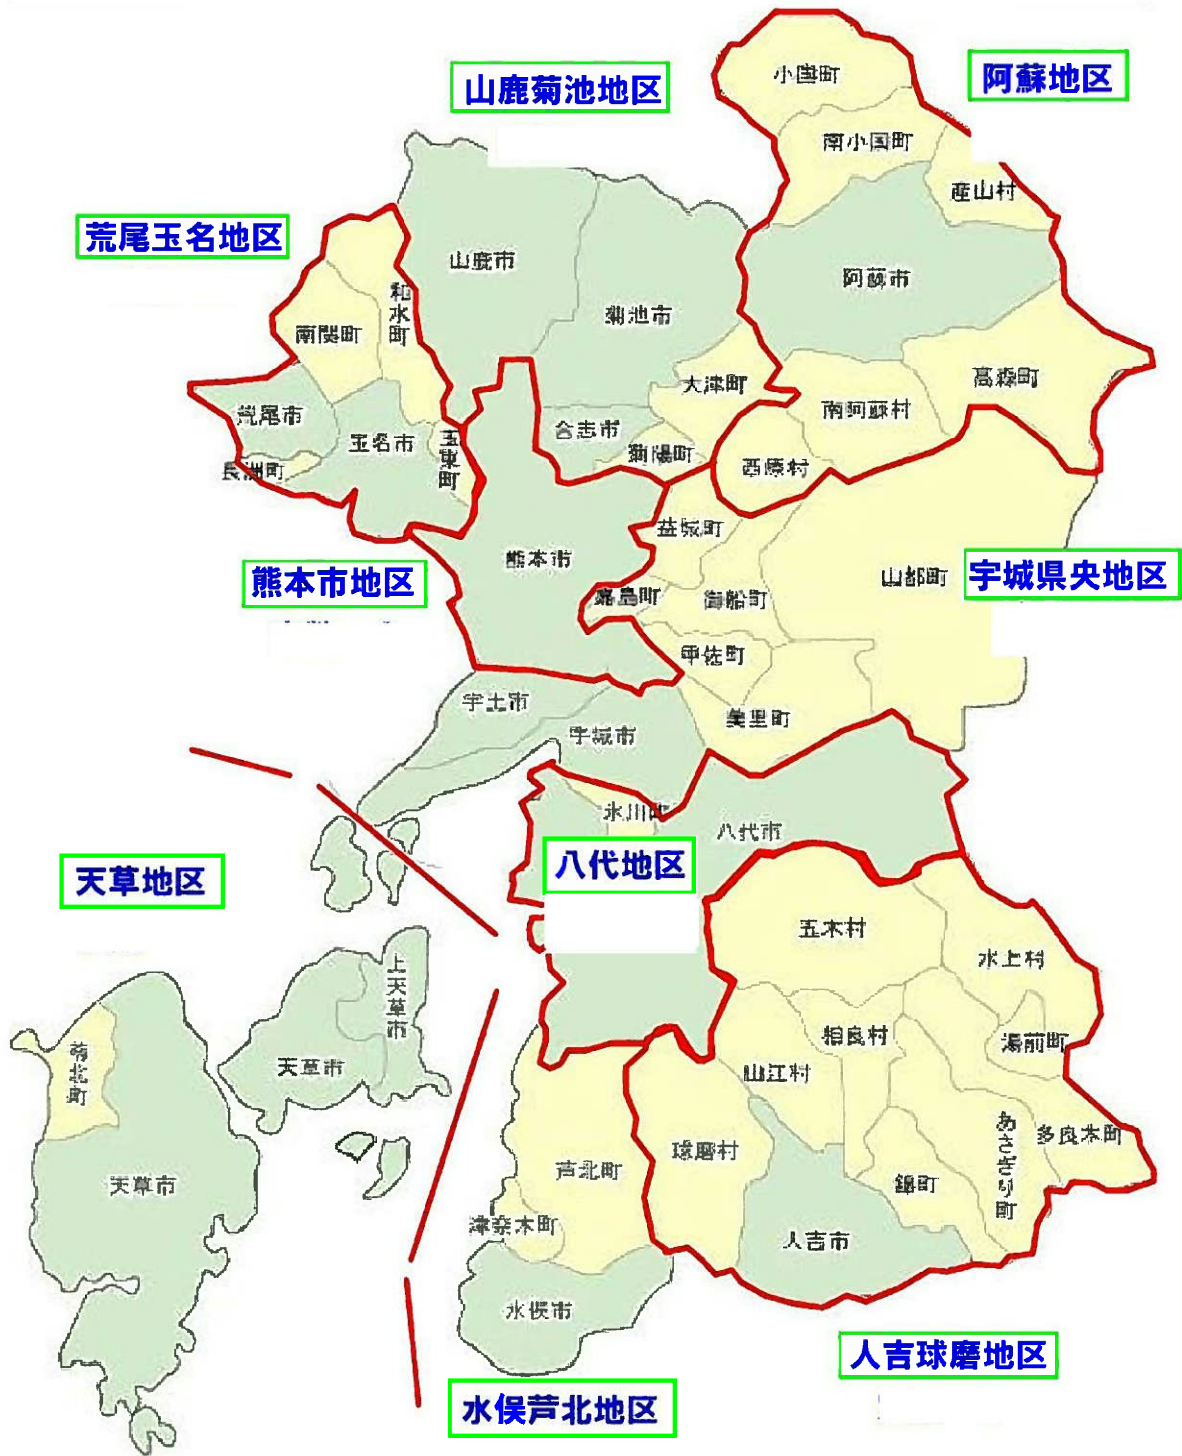 小国町
阿蘇地区
山鹿菊池地区
南小国町
産山村
荒尾玉名地区
山鹿市
阿蘇市
和水町
菊池市
南関町
高森町
大津町
南阿蘇村
荒尾市
玉名市
合志市
玉東町
菊陽町
西原村
長洲町
益城町
熊本市
宇城県央地区
熊本市地区
山都町
嘉島町
御船町
甲佐町
宇土市
美里町
宇城市
氷川町
八代市
八代地区
天草地区
五木村
水上村
上天草市
相良村
湯前町
苓北町
天草市
山江村
あさぎり町
多良木町
球磨村
芦北町
天草市
錦町
津奈木町
人吉市
水俣市
人吉球磨地区
水俣芦北地区